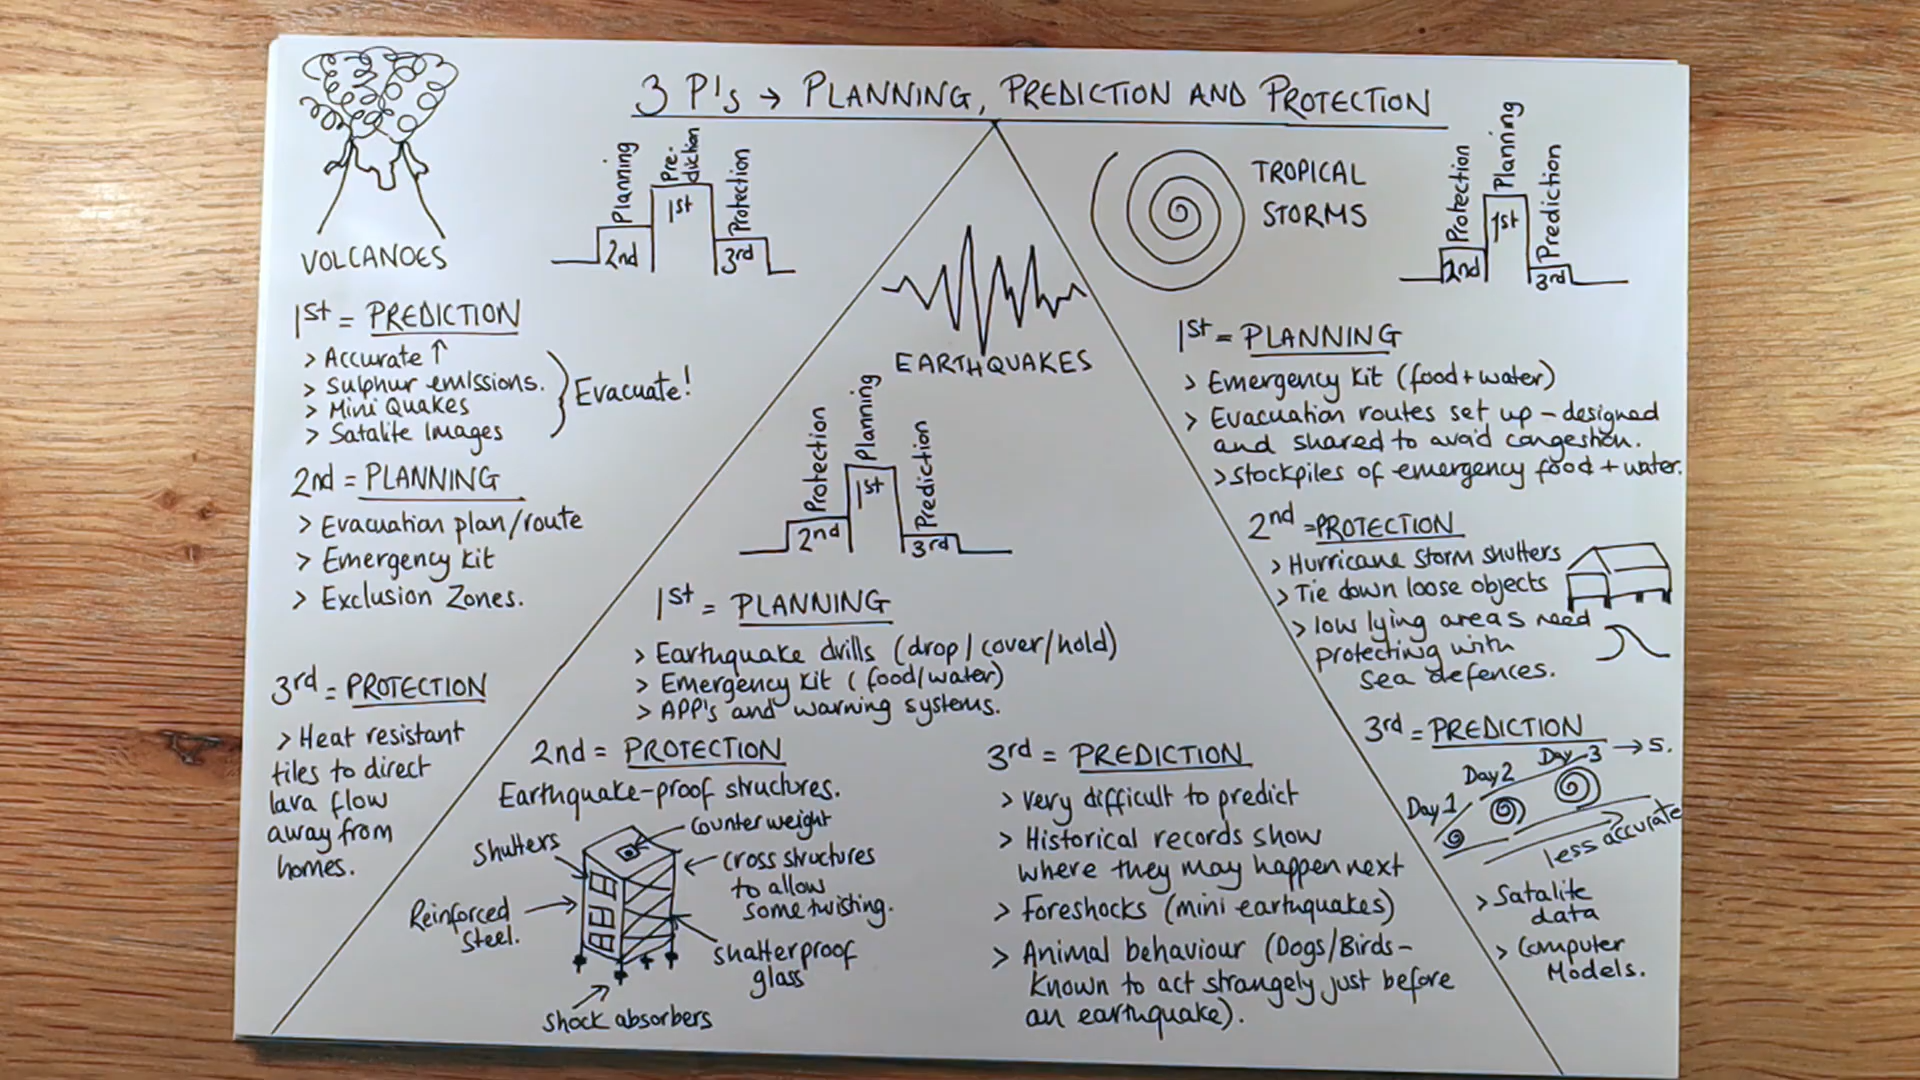 3 P's → PLANNING, PREDICTION AND PROTECTION
VOLCANOES
Planning
Pre-
diction
Protection
2nd
1st
3rd
1st = PREDICTION
> Accurate ↑
> Sulphur emissions.
> Mini Quakes
> Satalite Images
Evacuate!
2nd = PLANNING
> Evacuation plan/route
> Emergency Kit
> Exclusion Zones.
3rd = PROTECTION
> Heat resistant
tiles to direct
lava flow
away from
homes.
EARTHQUAKES
Protection
Planning
Prediction
2nd
1st
3rd
1st = PLANNING
> Earthquake drills (drop/cover/hold)
> Emergency Kit (food/water)
> APP's and warning systems.
2nd = PROTECTION
Earthquake-proof structures.
Shutters
Counter weight
Cross structures
to allow
some twisting.
Reinforced
Steel.
Shatterproof
glass
Shock absorbers
3rd = PREDICTION
> very difficult to predict
> Historical records show
where they may happen next
> Foreshocks (mini earthquakes)
> Animal behaviour (Dogs/Birds-
known to act strangely just before
an earthquake).
TROPICAL
STORMS
Protection
Planning
Prediction
2nd
1st
3rd
1st = PLANNING
> Emergency Kit (food+water)
> Evacuation routes set up - designed
and shared to avoid congestion.
> Stockpiles of emergency food + water.
2nd = PROTECTION
> Hurricane storm shutters
> Tie down loose objects
> low lying areas need
protecting with
sea defences.
3rd = PREDICTION
Day 1
Day 2
Day 3 → 5.
less accurate
> Satalite
data
> Computer
Models.